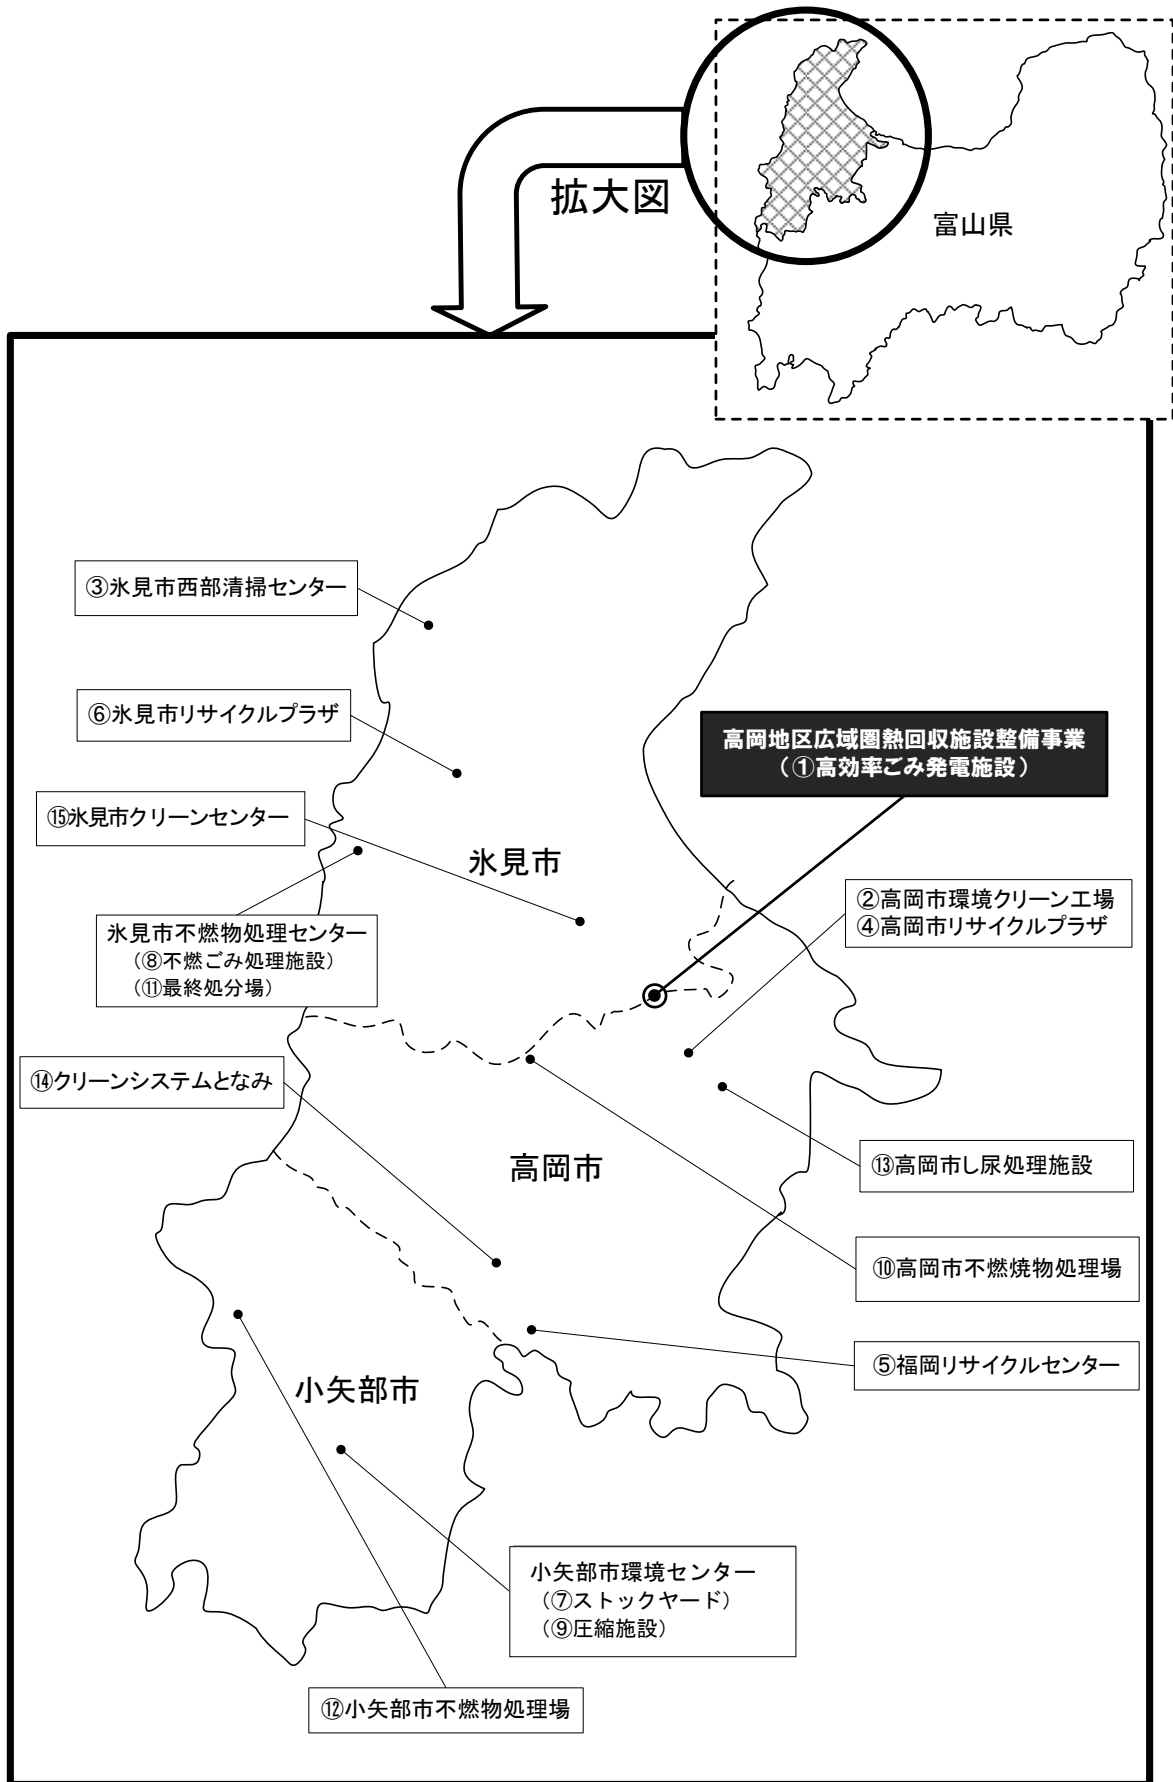 拡大図
富山県
③氷見市西部清掃センター
⑥氷見市リサイクルプラザ
高岡地区広域圏熱回収施設整備事業
（①高効率ごみ発電施設）
⑮氷見市クリーンセンター
氷見市
②高岡市環境クリーン工場
④高岡市リサイクルプラザ
氷見市不燃物処理センター
（⑧不燃ごみ処理施設）
（⑪最終処分場）
⑭クリーンシステムとなみ
高岡市
⑬高岡市し尿処理施設
⑩高岡市不燃焼物処理場
⑤福岡リサイクルセンター
小矢部市
小矢部市環境センター
（⑦ストックヤード）
（⑨圧縮施設）
⑫小矢部市不燃物処理場